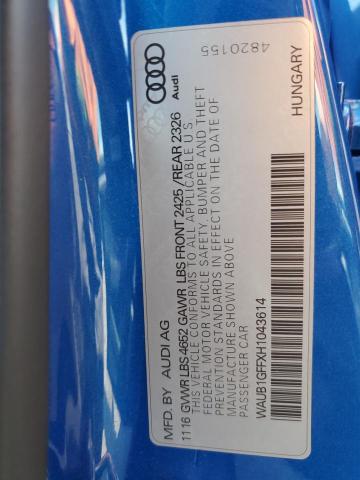 4820155
Audi
HUNGARY
MFD. BY AUDI AG
11 16 GVWR LBS 4652 GAWR LBS FRONT 2425 / REAR 2326
THIS VEHICLE CONFORMS TO ALL APPLICABLE U S
FEDERAL MOTOR VEHICLE SAFETY, BUMPER AND THEFT
PREVENTION STANDARDS IN EFFECT ON THE DATE OF
MANUFACTURE SHOWN ABOVE
PASSENGER CAR
WAUB1GFFXH1043614